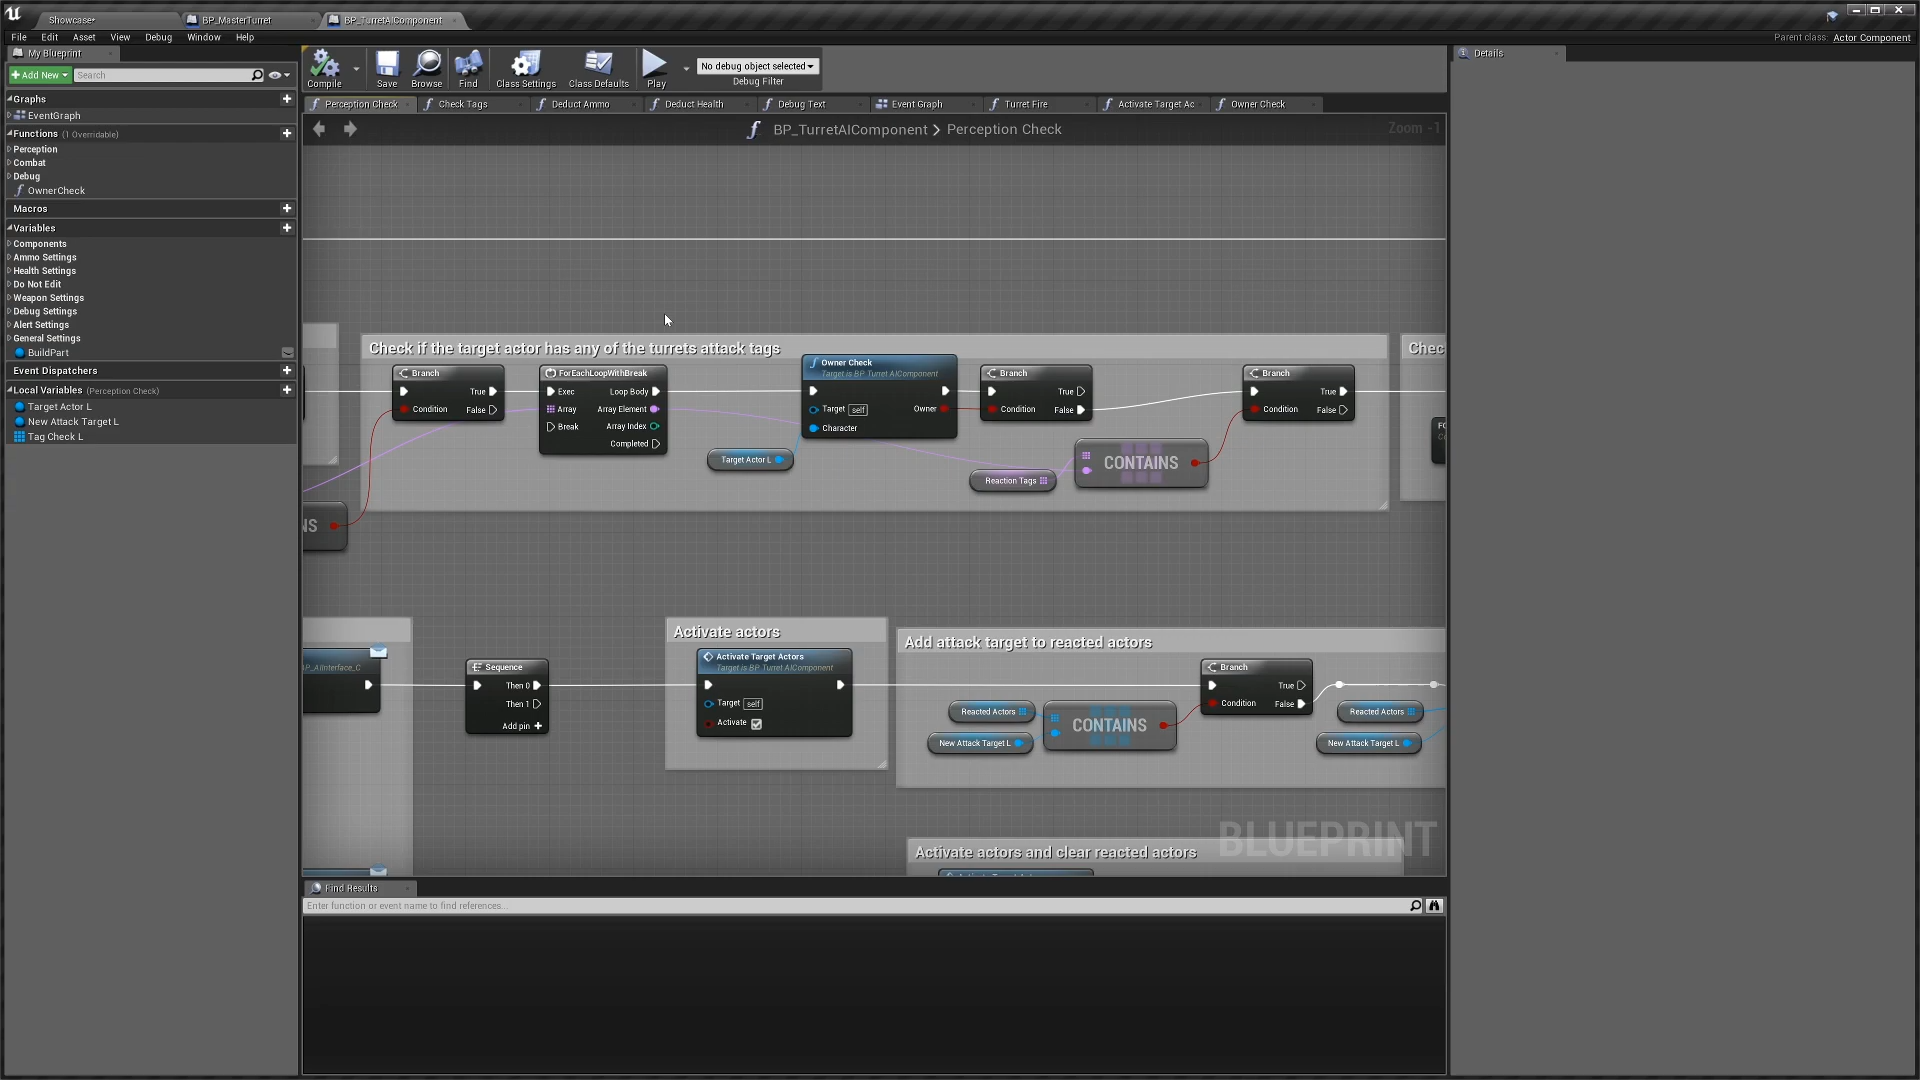 Showcase*
BP_MasterTurret
BP_TurretAIComponent
File Edit Asset View Debug Window Help
Parent class: Actor Component
My Blueprint
Details
Add New
Search
Compile
Save
Browse
Find
Class Settings
Class Defaults
Play
No debug object selected
Debug Filter
Perception Check
Check Tags
Deduct Ammo
Deduct Health
Debug Text
Event Graph
Turret Fire
Activate Target Ac
Owner Check
BP_TurretAIComponent > Perception Check
Zoom -1
Graphs
EventGraph
Functions (1 Overridable)
Perception
Combat
Debug
OwnerCheck
Macros
Variables
Components
Ammo Settings
Health Settings
Do Not Edit
Weapon Settings
Debug Settings
Alert Settings
General Settings
BuildPart
Event Dispatchers
Local Variables (Perception Check)
Target Actor L
New Attack Target L
Tag Check L
Check if the target actor has any of the turrets attack tags
Chec
Branch
True
Condition
False
ForEachLoopWithBreak
Exec
Loop Body
Array
Array Element
Break
Array Index
Completed
Owner Check
Target is BP Turret AIComponent
Target
self
Owner
Character
Target Actor L
Branch
True
Condition
False
Reaction Tags
CONTAINS
Branch
True
Condition
False
NS
P_AIInterface_C
Sequence
Then 0
Then 1
Add pin
Activate actors
Activate Target Actors
Target is BP Turret AIComponent
Target
self
Activate
Add attack target to reacted actors
Reacted Actors
New Attack Target L
CONTAINS
Branch
True
Condition
False
Reacted Actors
New Attack Target L
Activate actors and clear reacted actors
BLUEPRINT
Find Results
Enter function or event name to find references...